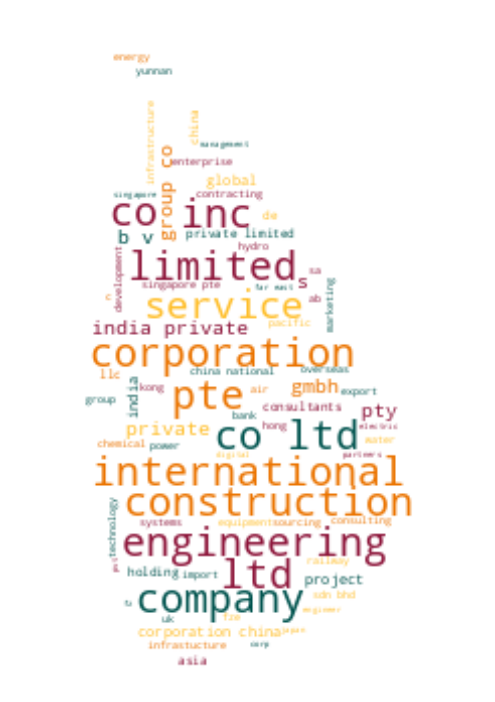 energy
yunnan
infrastructure
china
management
group co
enterprise
global
singapore
contracting
co inc
de
b v
private limited
hydro
development
limited
s
sa
singapore pte
far east
marketing
c
service
ab
india private
pacific
corporation
llc
china national
overseas
india
kong
pte
air
gmbh
export
group
bank
consultants
pty
private
co ltd
hong
electric
chemical
power
water
digital
partners
international
construction
technology
systems
equipment
sourcing
consulting
engineering
railway
ltd
holding
import
project
company
sdn bhd
engineer
uk
fze
corporation china
japan
infrastucture
corp
asia